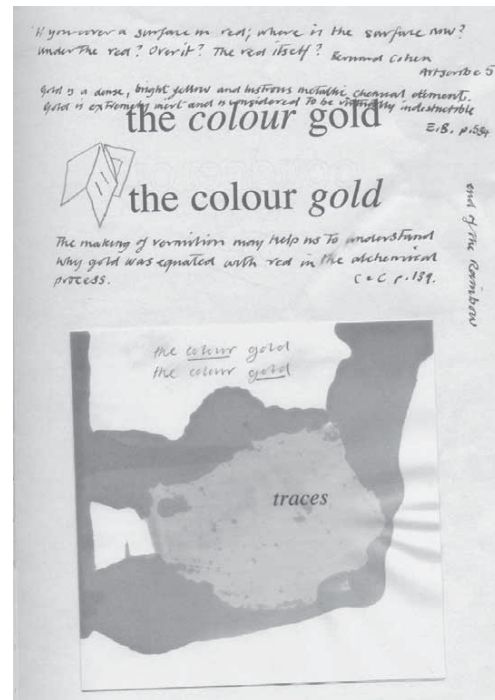 'If you cover a surface in red; where is the surface now?
Under the red? Over it? The red itself? Bernard Cohen
Artscribe 5
Gold is a dense, bright yellow and lustrous metallic chemical element.
Gold is extremely inert and is considered to be virtually indestructible
E.B. p.584
the colour gold
the colour gold
The making of vermilion may help us to understand
why gold was equated with red in the alchemical
process. C & C p. 139.
end of the Rainbow
the colour gold
the colour gold
traces